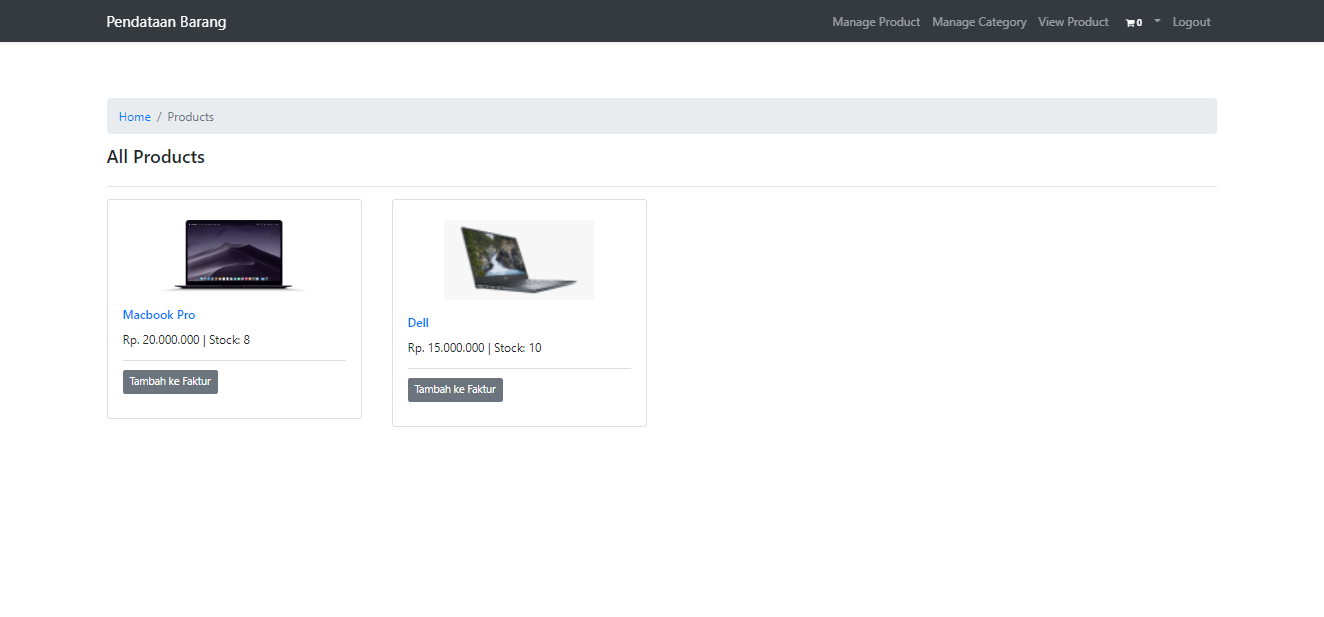 Pendataan Barang
Manage Product Manage Category View Product 0 Logout
Home / Products
All Products
Macbook Pro
Rp. 20.000.000 | Stock: 8
Tambah ke Faktur
Dell
Rp. 15.000.000 | Stock: 10
Tambah ke Faktur